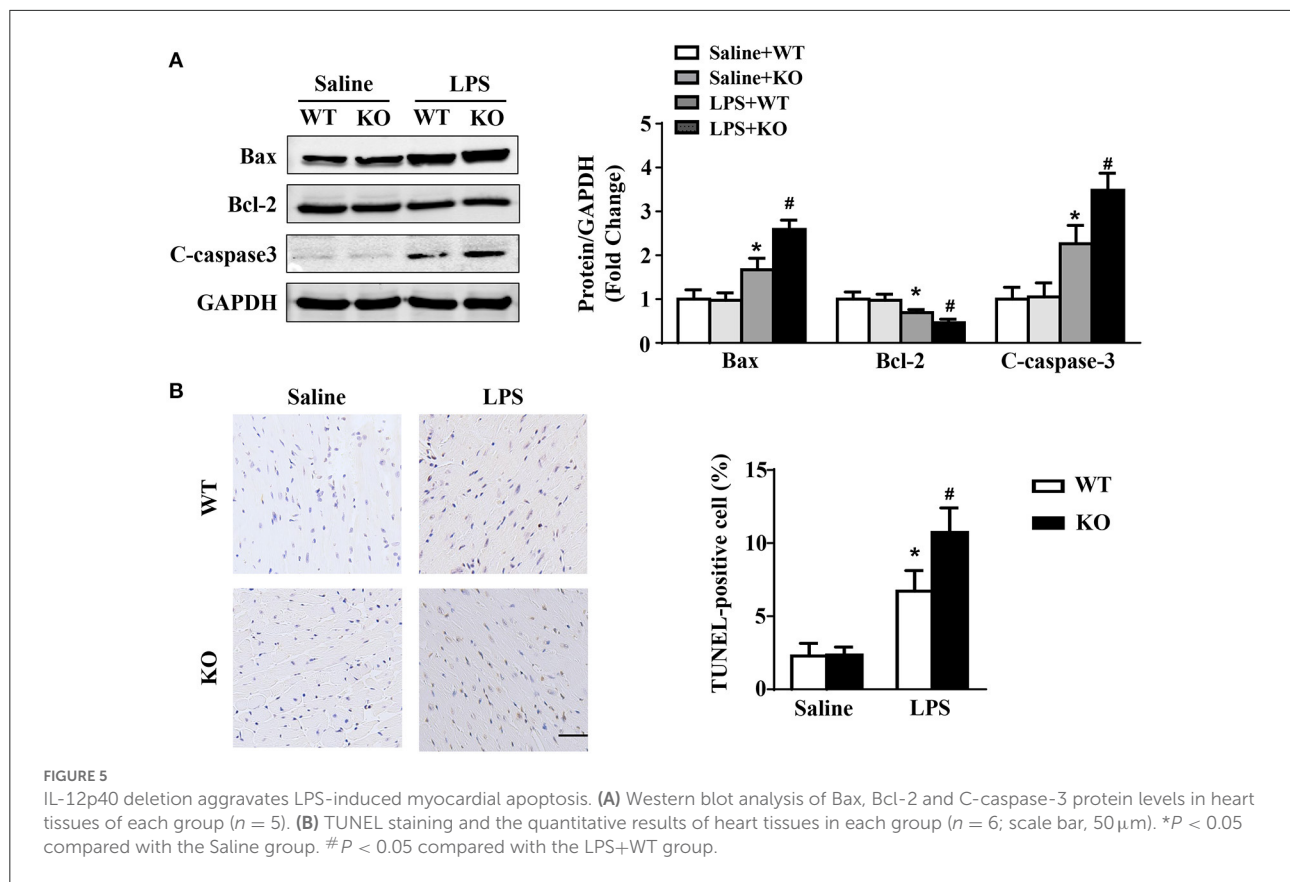 A
Saline LPS
WT KO WT KO
Bax
Bcl-2
C-caspase3
GAPDH
Saline+WT
Saline+KO
LPS+WT
LPS+KO
Protein/GAPDH
(Fold Change)
5
4
3
2
1
0
* # * # * #
Bax Bcl-2 C-caspase-3
B
Saline LPS
WT
KO
TUNEL-positive cell (%)
15
10
5
0
* #
Saline LPS
WT
KO
FIGURE 5
IL-12p40 deletion aggravates LPS-induced myocardial apoptosis. (A) Western blot analysis of Bax, Bcl-2 and C-caspase-3 protein levels in heart
tissues of each group (n = 5). (B) TUNEL staining and the quantitative results of heart tissues in each group (n = 6; scale bar, 50 µm). *P < 0.05
compared with the Saline group. #P < 0.05 compared with the LPS+WT group.